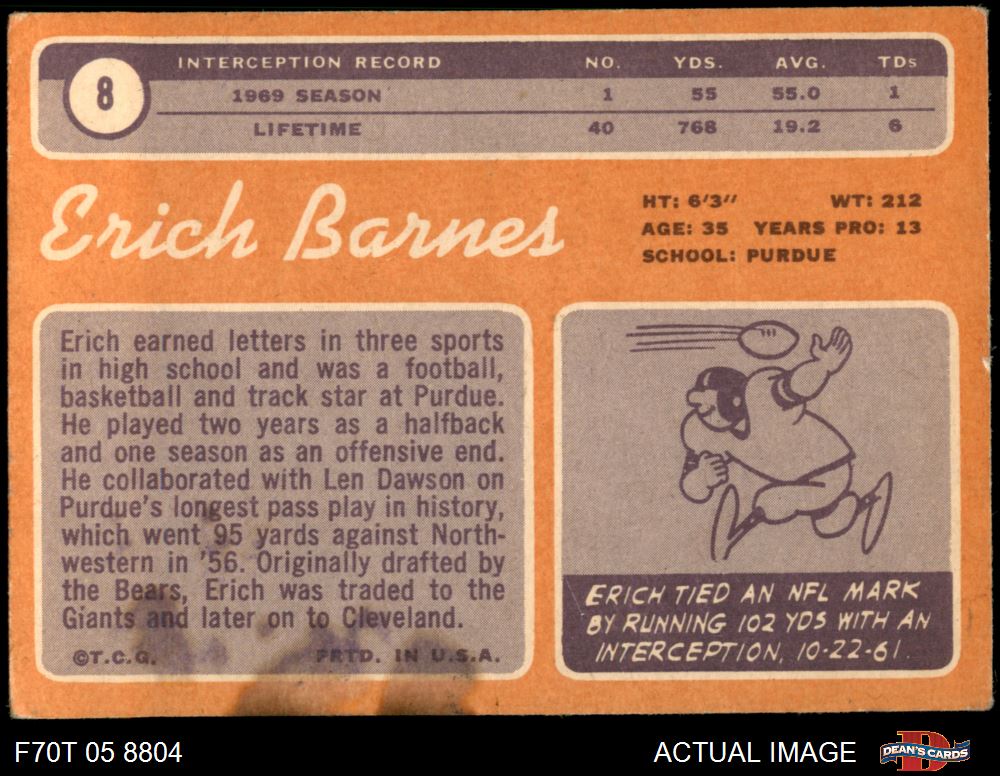 8
INTERCEPTION RECORD NO. YDS. AVG. TDs
1969 SEASON 1 55 55.0 1
LIFETIME 40 768 19.2 6
Erich Barnes
HT: 6'3" WT: 212
AGE: 35 YEARS PRO: 13
SCHOOL: PURDUE
Erich earned letters in three sports
in high school and was a football,
basketball and track star at Purdue.
He played two years as a halfback
and one season as an offensive end.
He collaborated with Len Dawson on
Purdue's longest pass play in history,
which went 95 yards against North-
western in '56. Originally drafted by
the Bears, Erich was traded to the
Giants and later on to Cleveland.
©T.C.G. PRTD. IN U.S.A.
ERICH TIED AN NFL MARK
BY RUNNING 102 YDS WITH AN
INTERCEPTION, 10-22-61.
F70T 05 8804 ACTUAL IMAGE
D
DEAN'S CARDS